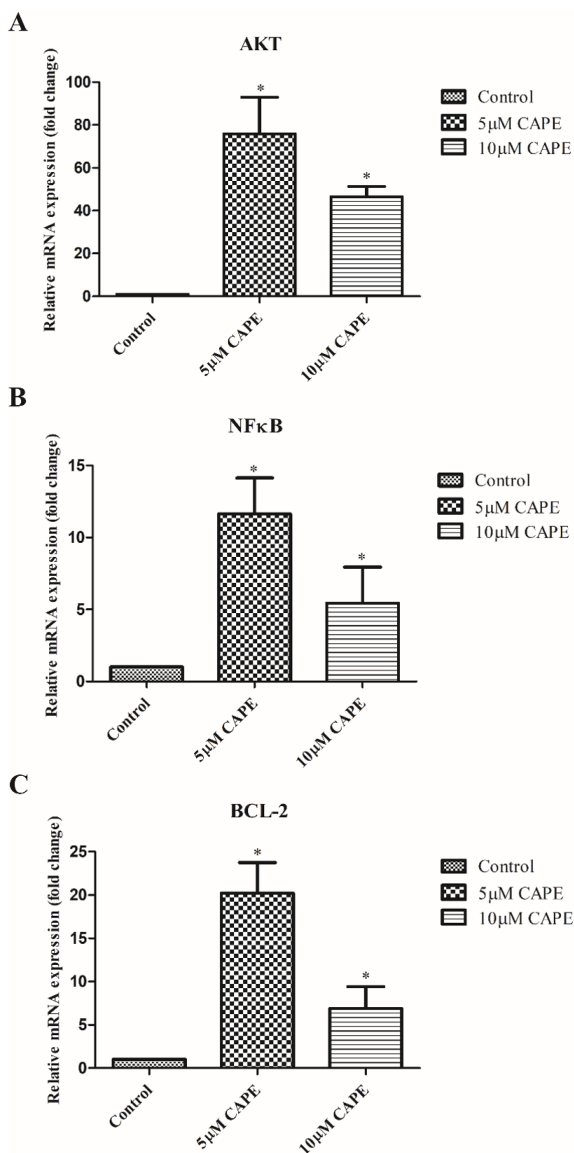 A
AKT
Relative mRNA expression (fold change)
100
80
60
40
20
0
*
*
Control
5μM CAPE
10μM CAPE
Control
5μM CAPE
10μM CAPE
B
NFκB
Relative mRNA expression (fold change)
15
10
5
0
*
*
Control
5μM CAPE
10μM CAPE
Control
5μM CAPE
10μM CAPE
C
BCL-2
Relative mRNA expression (fold change)
25
20
15
10
5
0
*
*
Control
5μM CAPE
10μM CAPE
Control
5μM CAPE
10μM CAPE